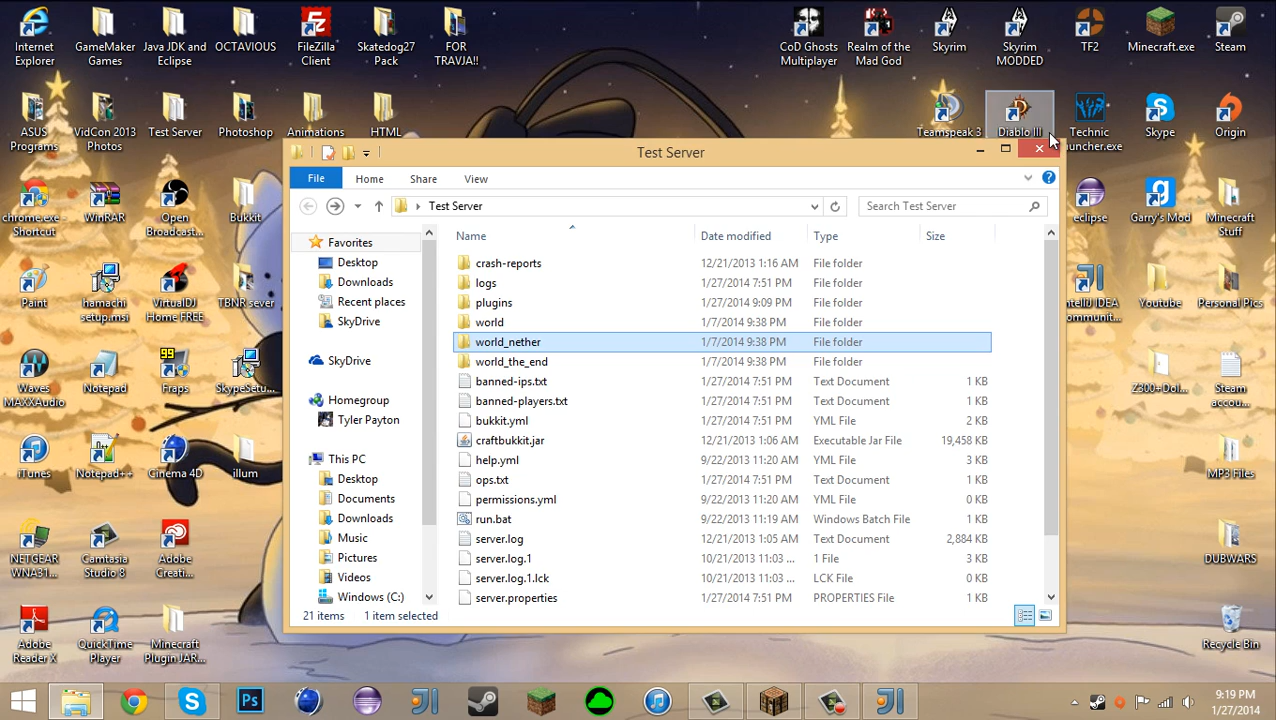 Internet
Explorer
GameMaker
Games
Java JDK and
Eclipse
OCTAVIOUS
FileZilla
Client
Skatedog27
Pack
FOR
TRAVJA!!
CoD Ghosts
Multiplayer
Realm of the
Mad God
Skyrim
Skyrim
MODDED
TF2
Minecraft.exe
Steam
ASUS
Programs
VidCon 2013
Photos
Test Server
Photoshop
Animations
HTML
Teamspeak 3
Diablo III
Technic
auncher.exe
Skype
Origin
chrome.exe -
Shortcut
WinRAR
Open
Broadcast...
Bukkit
eclipse
Garry's Mod
Minecraft
Stuff
Paint
hamachi
setup.msi
VirtualDJ
Home FREE
TBNR sever
IntelliJ IDEA
Communit...
Youtube
Personal Pics
Waves
MAXXAudio
Notepad
99
Fraps
SkypeSetu...
Z300+Dol...
Steam
accou...
iTunes
Notepad++
Cinema 4D
illum
MP3 Files
NETGEAR
WNA31...
Camtasia
Studio 8
Adobe
Creati...
DUBWARS
Adobe
Reader X
QuickTime
Player
Minecraft
Plugin JAR...
Recycle Bin
Test Server
File
Home
Share
View
Test Server
Search Test Server
Name
Date modified
Type
Size
Favorites
Desktop
Downloads
Recent places
SkyDrive
SkyDrive
Homegroup
Tyler Payton
This PC
Desktop
Documents
Downloads
Music
Pictures
Videos
Windows (C:)
crash-reports 12/21/2013 1:16 AM File folder
logs 1/27/2014 7:51 PM File folder
plugins 1/27/2014 9:09 PM File folder
world 1/7/2014 9:38 PM File folder
world_nether 1/7/2014 9:38 PM File folder
world_the_end 1/7/2014 9:38 PM File folder
banned-ips.txt 1/27/2014 7:51 PM Text Document 1 KB
banned-players.txt 1/27/2014 7:51 PM Text Document 1 KB
bukkit.yml 1/27/2014 7:51 PM YML File 2 KB
craftbukkit.jar 12/21/2013 1:06 AM Executable Jar File 19,458 KB
help.yml 9/22/2013 11:20 AM YML File 3 KB
ops.txt 1/27/2014 7:51 PM Text Document 1 KB
permissions.yml 9/22/2013 11:20 AM YML File 0 KB
run.bat 9/22/2013 11:19 AM Windows Batch File 1 KB
server.log 12/21/2013 1:05 AM Text Document 2,884 KB
server.log.1 10/21/2013 11:03 ... 1 File 3 KB
server.log.1.lck 10/21/2013 11:03 ... LCK File 0 KB
server.properties 1/27/2014 7:51 PM PROPERTIES File 1 KB
21 items 1 item selected
Ps
9:19 PM
1/27/2014